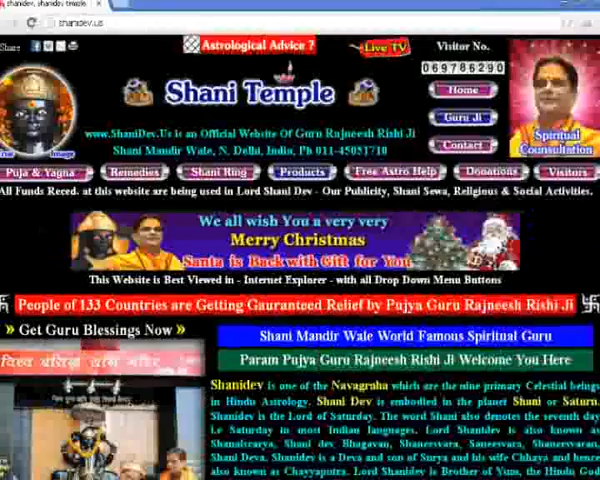 shanidev, shanidev temple
shanidev.us
Share
Astrological Advice ?
Live TV
Visitor No.
069786290
Shani Temple
Home
Guru Ji
Contact
www.ShaniDev.Us is an Official Website Of Guru Rajneesh Rishi Ji
Shani Mandir Wale, N. Delhi, India, Ph 011-45051710
True Image
Spiritual
Counsultation
Puja & Yagna
Remedies
Shani Ring
Products
Free Astro Help
Donations
Visitors
All Funds Reced. at this website are being used in Lord Shani Dev - Our Publicity, Shani Sewa, Religious & Social Activities.
We all wish You a very very
Merry Christmas
Santa is Back with Gift for You
This Website is Best Viewed in - Internet Explorer - with all Drop Down Menu Buttons
People of 133 Countries are Getting Gauranteed Relief by Pujya Guru Rajneesh Rishi Ji
» Get Guru Blessings Now »
Shani Mandir Wale World Famous Spiritual Guru
Param Pujya Guru Rajneesh Rishi Ji Welcome You Here
Shanidev is one of the Navagraha which are the nine primary Celestial beings
in Hindu Astrology. Shani Dev is embodied in the planet Shani or Saturn.
Shanidev is the Lord of Saturday. The word Shani also denotes the seventh day
i.e Saturday in most Indian languages. Lord Shanidev is also known as
Shanaiscarya, Shani dev Bhagavan, Shaneesvara, Saneesvara, Shaneesvaran,
Shani Deva. Shanidev is a Deva and son of Surya and his wife Chhaya and hence
also known as Chayyaputra. Lord Shanidev is Brother of Yuns, the Hindu God